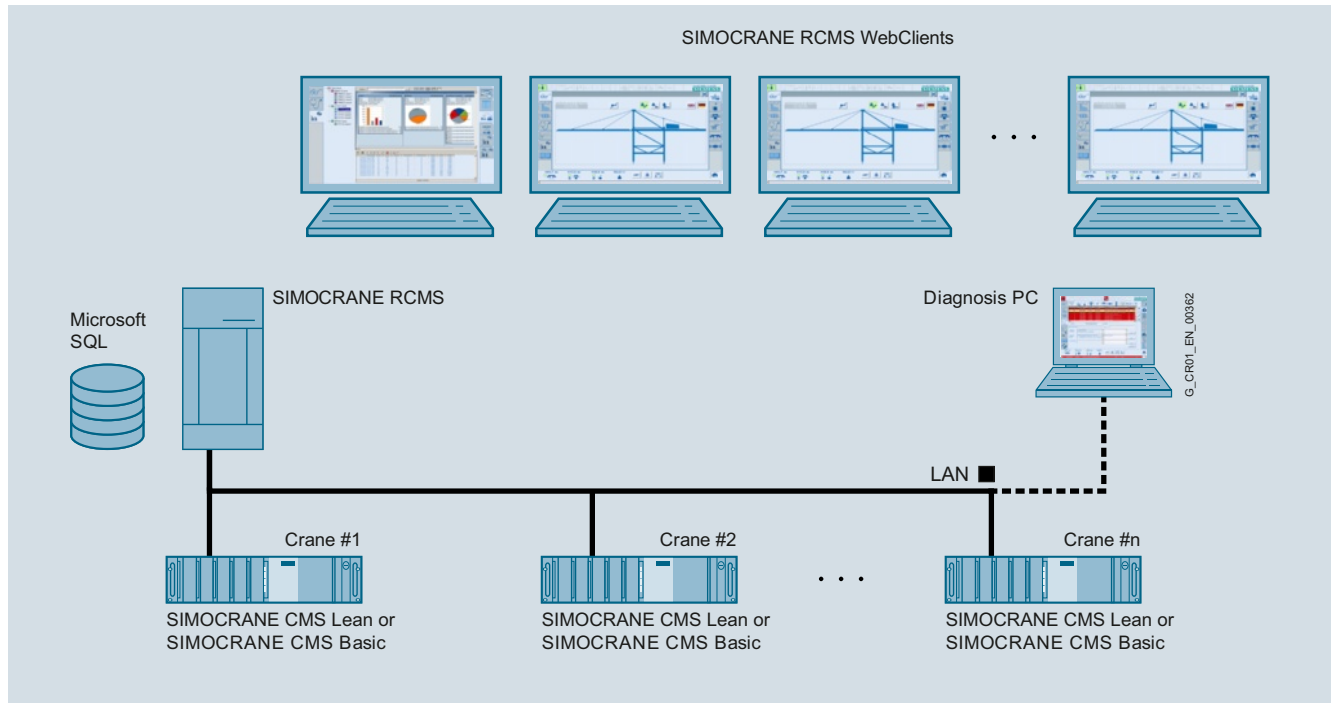 SIMOCRANE RCMS WebClients
. . .
SIMOCRANE RCMS
Diagnosis PC
Microsoft
SQL
G_CR01_EN_00362
LAN
Crane #1
Crane #2
Crane #n
. . .
SIMOCRANE CMS Lean or
SIMOCRANE CMS Basic
SIMOCRANE CMS Lean or
SIMOCRANE CMS Basic
SIMOCRANE CMS Lean or
SIMOCRANE CMS Basic